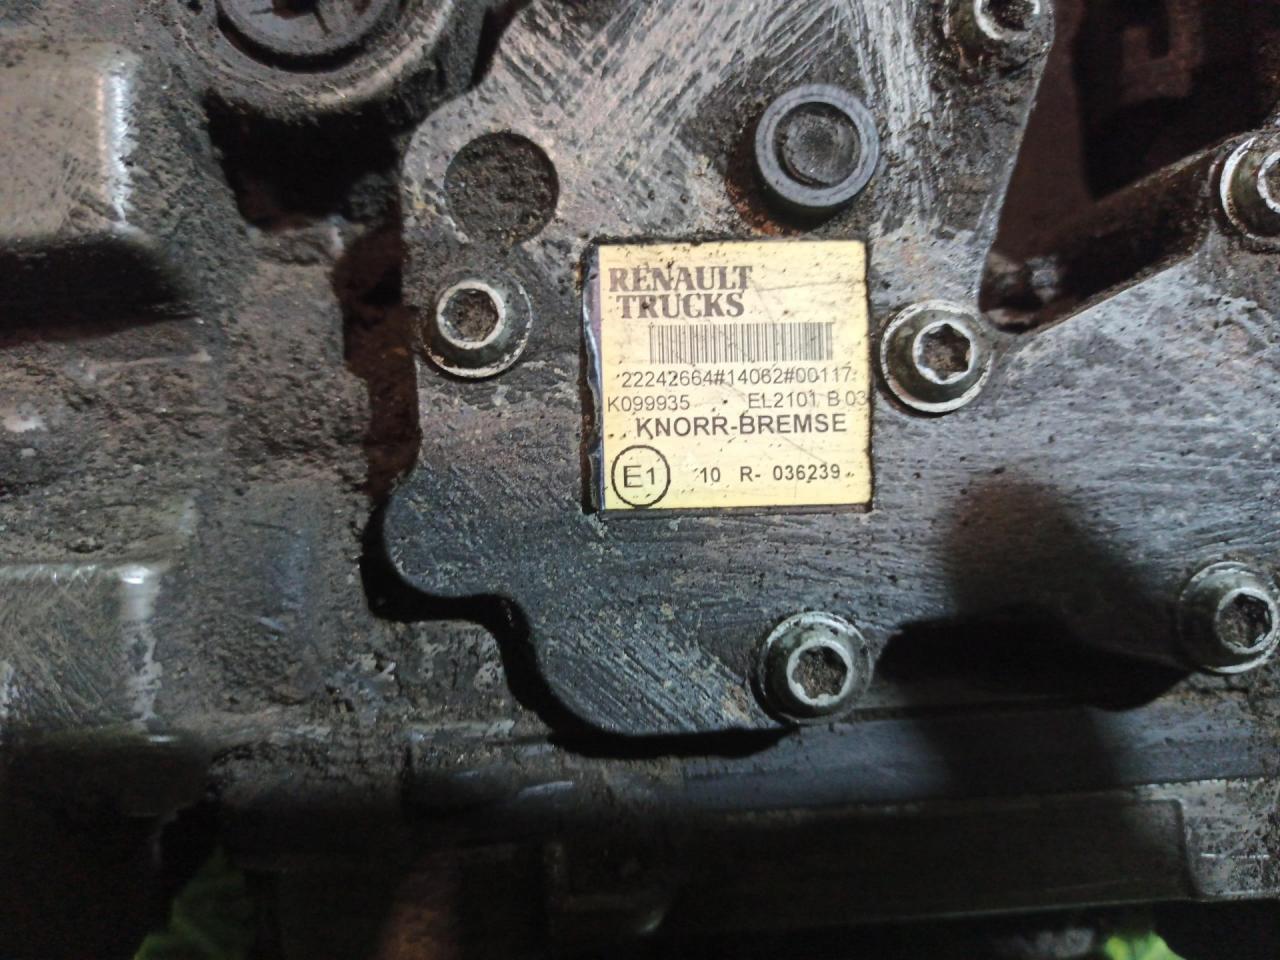 RENAULT
TRUCKS
22242664#14062#00117
K099935 EL2101 B 03
KNORR-BREMSE
E1 10 R- 036239